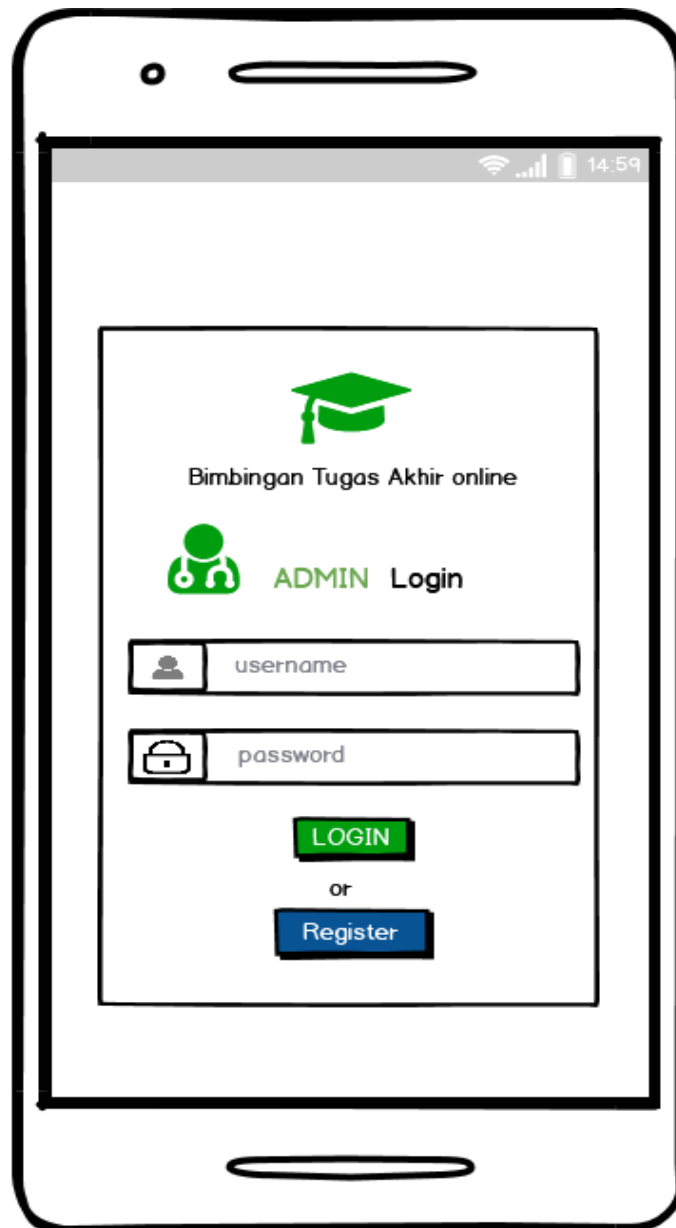 14:59
Bimbingan Tugas Akhir online
ADMIN Login
username
password
LOGIN
or
Register